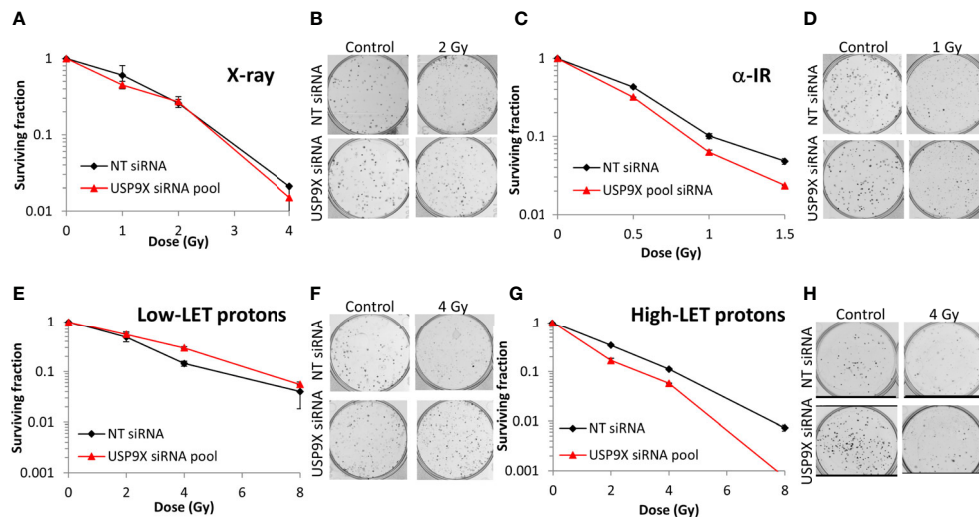 A
X-ray
Surviving fraction
1
0.1
0.01
NT siRNA
USP9X siRNA pool
0
1
2
3
4
Dose (Gy)
B
Control
2 Gy
NT siRNA
USP9X siRNA
C
α-IR
Surviving fraction
1
0.1
0.01
NT siRNA
USP9X pool siRNA
0
0.5
1
1.5
Dose (Gy)
D
Control
1 Gy
NT siRNA
USP9X siRNA
E
Low-LET protons
Surviving fraction
1
0.1
0.01
0.001
NT siRNA
USP9X siRNA pool
0
2
4
6
8
Dose (Gy)
F
Control
4 Gy
NT siRNA
USP9X siRNA
G
High-LET protons
Surviving fraction
1
0.1
0.01
0.001
NT siRNA
USP9X siRNA pool
0
2
4
6
8
Dose (Gy)
H
Control
4 Gy
NT siRNA
USP9X siRNA